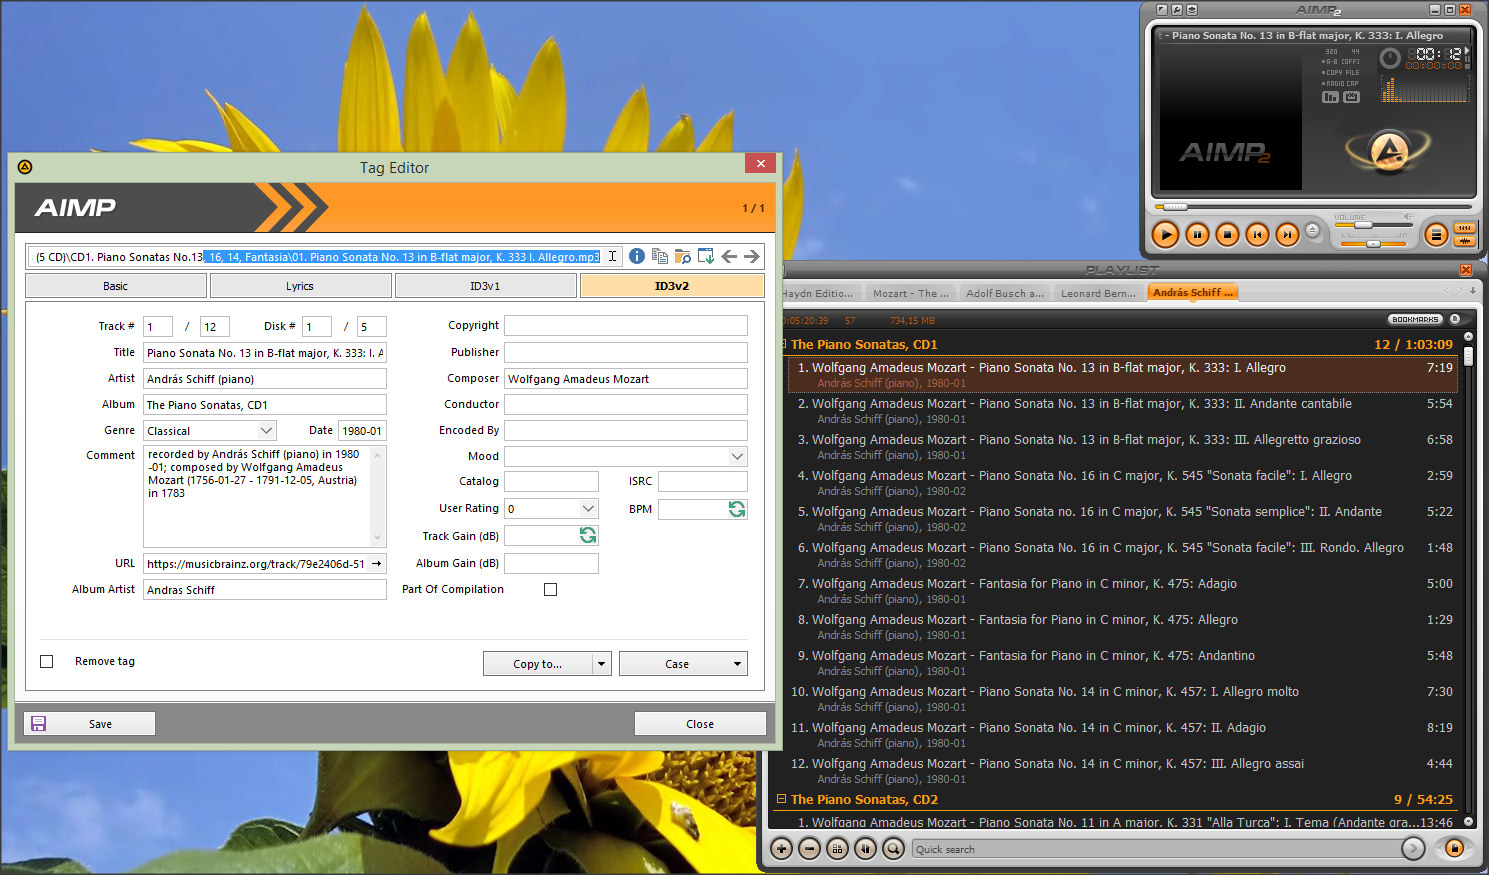 Tag Editor
AIMP
1 / 1
(5 CD)\CD1. Piano Sonatas No.13, 16, 14, Fantasia\01. Piano Sonata No. 13 in B-flat major, K. 333 I. Allegro.mp3
Basic
Lyrics
ID3v1
ID3v2
Track # 1 / 12 Disk # 1 / 5
Title Piano Sonata No. 13 in B-flat major, K. 333: I. A
Artist András Schiff (piano)
Album The Piano Sonatas, CD1
Genre Classical Date 1980-01
Comment recorded by András Schiff (piano) in 1980
-01; composed by Wolfgang Amadeus
Mozart (1756-01-27 - 1791-12-05, Austria)
in 1783
URL https://musicbrainz.org/track/79e2406d-51
Album Artist Andras Schiff
Copyright
Publisher
Composer Wolfgang Amadeus Mozart
Conductor
Encoded By
Mood
Catalog ISRC
User Rating 0 BPM
Track Gain (dB)
Album Gain (dB)
Part Of Compilation
Remove tag
Copy to...
Case
Save
Close
AIMP2
- Piano Sonata No. 13 in B-flat major, K. 333: I. Allegro
320 44
A-B [OFF]
COPY FILE
RADIO CAP
00:12
00:00:00
AIMP2
VOLUME
PLAYLIST
Haydn Editio...
Mozart - The ...
Adolf Busch a...
Leonard Bern...
András Schiff ...
0:05:20:39 57 734,15 MB
BOOKMARKS
The Piano Sonatas, CD1 12 / 1:03:09
1. Wolfgang Amadeus Mozart - Piano Sonata No. 13 in B-flat major, K. 333: I. Allegro 7:19
András Schiff (piano), 1980-01
2. Wolfgang Amadeus Mozart - Piano Sonata No. 13 in B-flat major, K. 333: II. Andante cantabile 5:54
András Schiff (piano), 1980-01
3. Wolfgang Amadeus Mozart - Piano Sonata No. 13 in B-flat major, K. 333: III. Allegretto grazioso 6:58
András Schiff (piano), 1980-01
4. Wolfgang Amadeus Mozart - Piano Sonata No. 16 in C major, K. 545 "Sonata facile": I. Allegro 2:59
András Schiff (piano), 1980-02
5. Wolfgang Amadeus Mozart - Piano Sonata no. 16 in C major, K. 545 "Sonata semplice": II. Andante 5:22
András Schiff (piano), 1980-02
6. Wolfgang Amadeus Mozart - Piano Sonata No. 16 in C major, K. 545 "Sonata facile": III. Rondo. Allegro 1:48
András Schiff (piano), 1980-02
7. Wolfgang Amadeus Mozart - Fantasia for Piano in C minor, K. 475: Adagio 5:00
András Schiff (piano), 1980-01
8. Wolfgang Amadeus Mozart - Fantasia for Piano in C minor, K. 475: Allegro 1:29
András Schiff (piano), 1980-01
9. Wolfgang Amadeus Mozart - Fantasia for Piano in C minor, K. 475: Andantino 5:48
András Schiff (piano), 1980-01
10. Wolfgang Amadeus Mozart - Piano Sonata No. 14 in C minor, K. 457: I. Allegro molto 7:30
András Schiff (piano), 1980-01
11. Wolfgang Amadeus Mozart - Piano Sonata No. 14 in C minor, K. 457: II. Adagio 8:19
András Schiff (piano), 1980-01
12. Wolfgang Amadeus Mozart - Piano Sonata No. 14 in C minor, K. 457: III. Allegro assai 4:44
András Schiff (piano), 1980-01
The Piano Sonatas, CD2 9 / 54:25
1. Wolfgang Amadeus Mozart - Piano Sonata No. 11 in A major, K. 331 "Alla Turca": I. Tema (Andante gra...13:46
Quick search